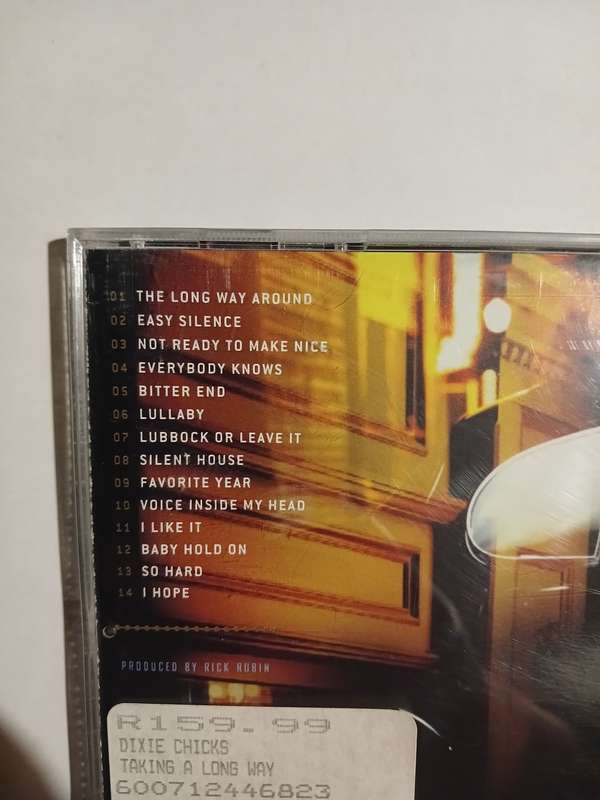 01 THE LONG WAY AROUND
02 EASY SILENCE
03 NOT READY TO MAKE NICE
04 EVERYBODY KNOWS
05 BITTER END
06 LULLABY
07 LUBBOCK OR LEAVE IT
08 SILENT HOUSE
09 FAVORITE YEAR
10 VOICE INSIDE MY HEAD
11 I LIKE IT
12 BABY HOLD ON
13 SO HARD
14 I HOPE
PRODUCED BY RICK RUBIN
R159.99
DIXIE CHICKS
TAKING A LONG WAY
600712446823